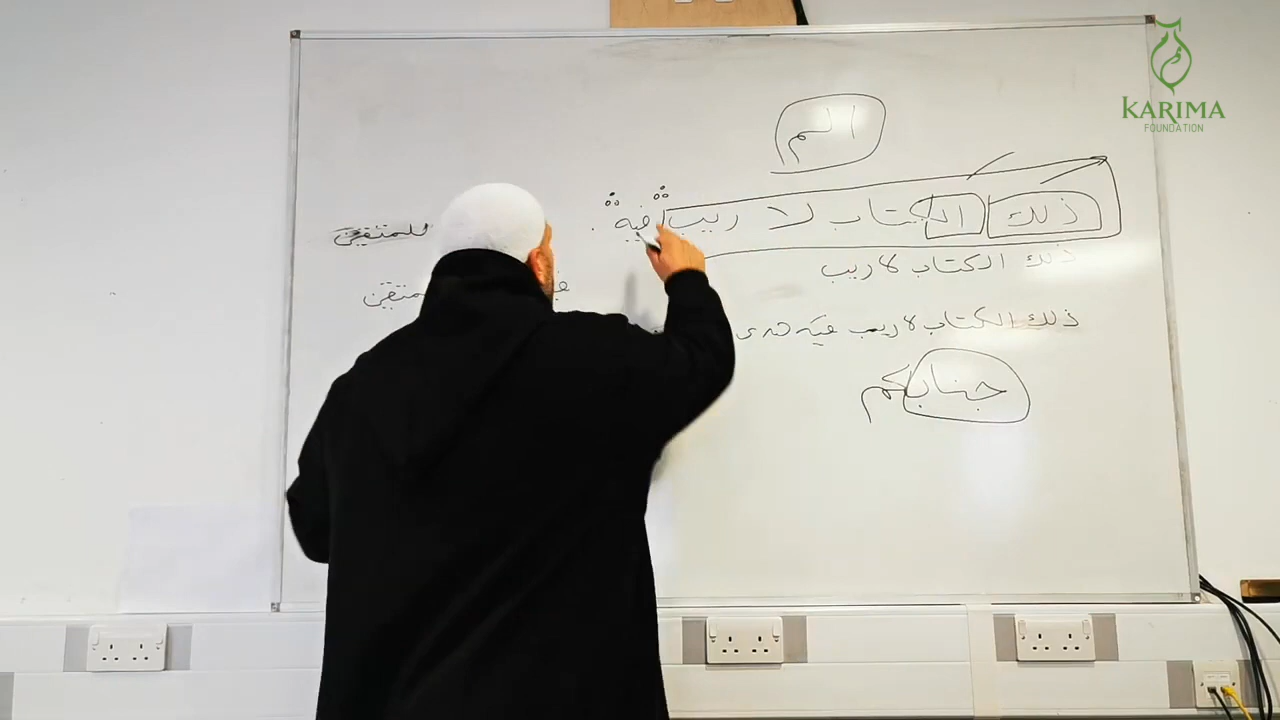 KARIMA
FOUNDATION
الم
ذلك الكتاب لا ريب فيه للمتقين
ذلك الكتاب لا ريب
ذلك الكتاب لا ريب فيه هدى
جنابكم